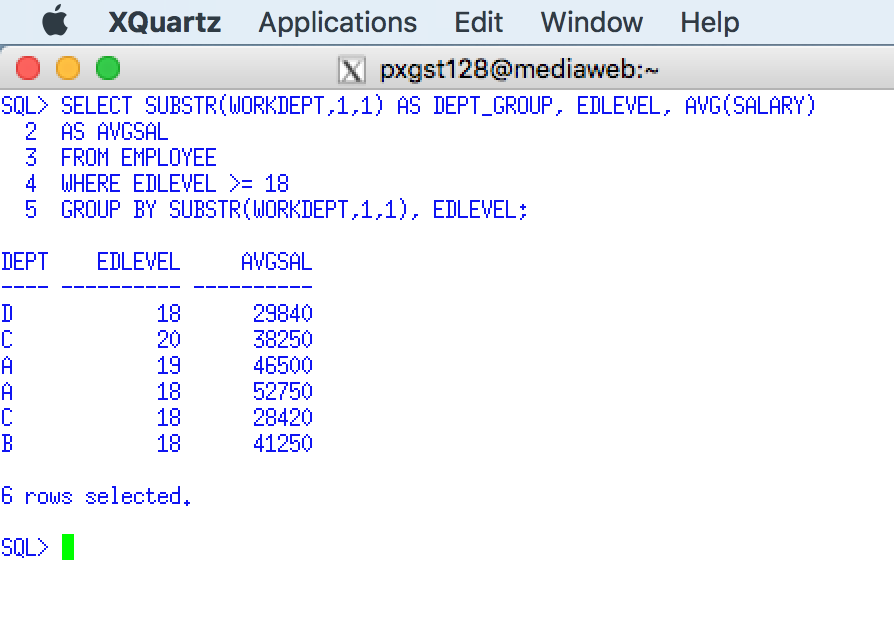 XQuartz Applications Edit Window Help
pxgst128@mediaweb:~
SQL> SELECT SUBSTR(WORKDEPT,1,1) AS DEPT_GROUP, EDLEVEL, AVG(SALARY)
  2  AS AVGSAL
  3  FROM EMPLOYEE
  4  WHERE EDLEVEL >= 18
  5  GROUP BY SUBSTR(WORKDEPT,1,1), EDLEVEL;
DEPT    EDLEVEL     AVGSAL
---- ---------- ----------
D            18      29840
C            20      38250
A            19      46500
A            18      52750
C            18      28420
B            18      41250
6 rows selected.
SQL>